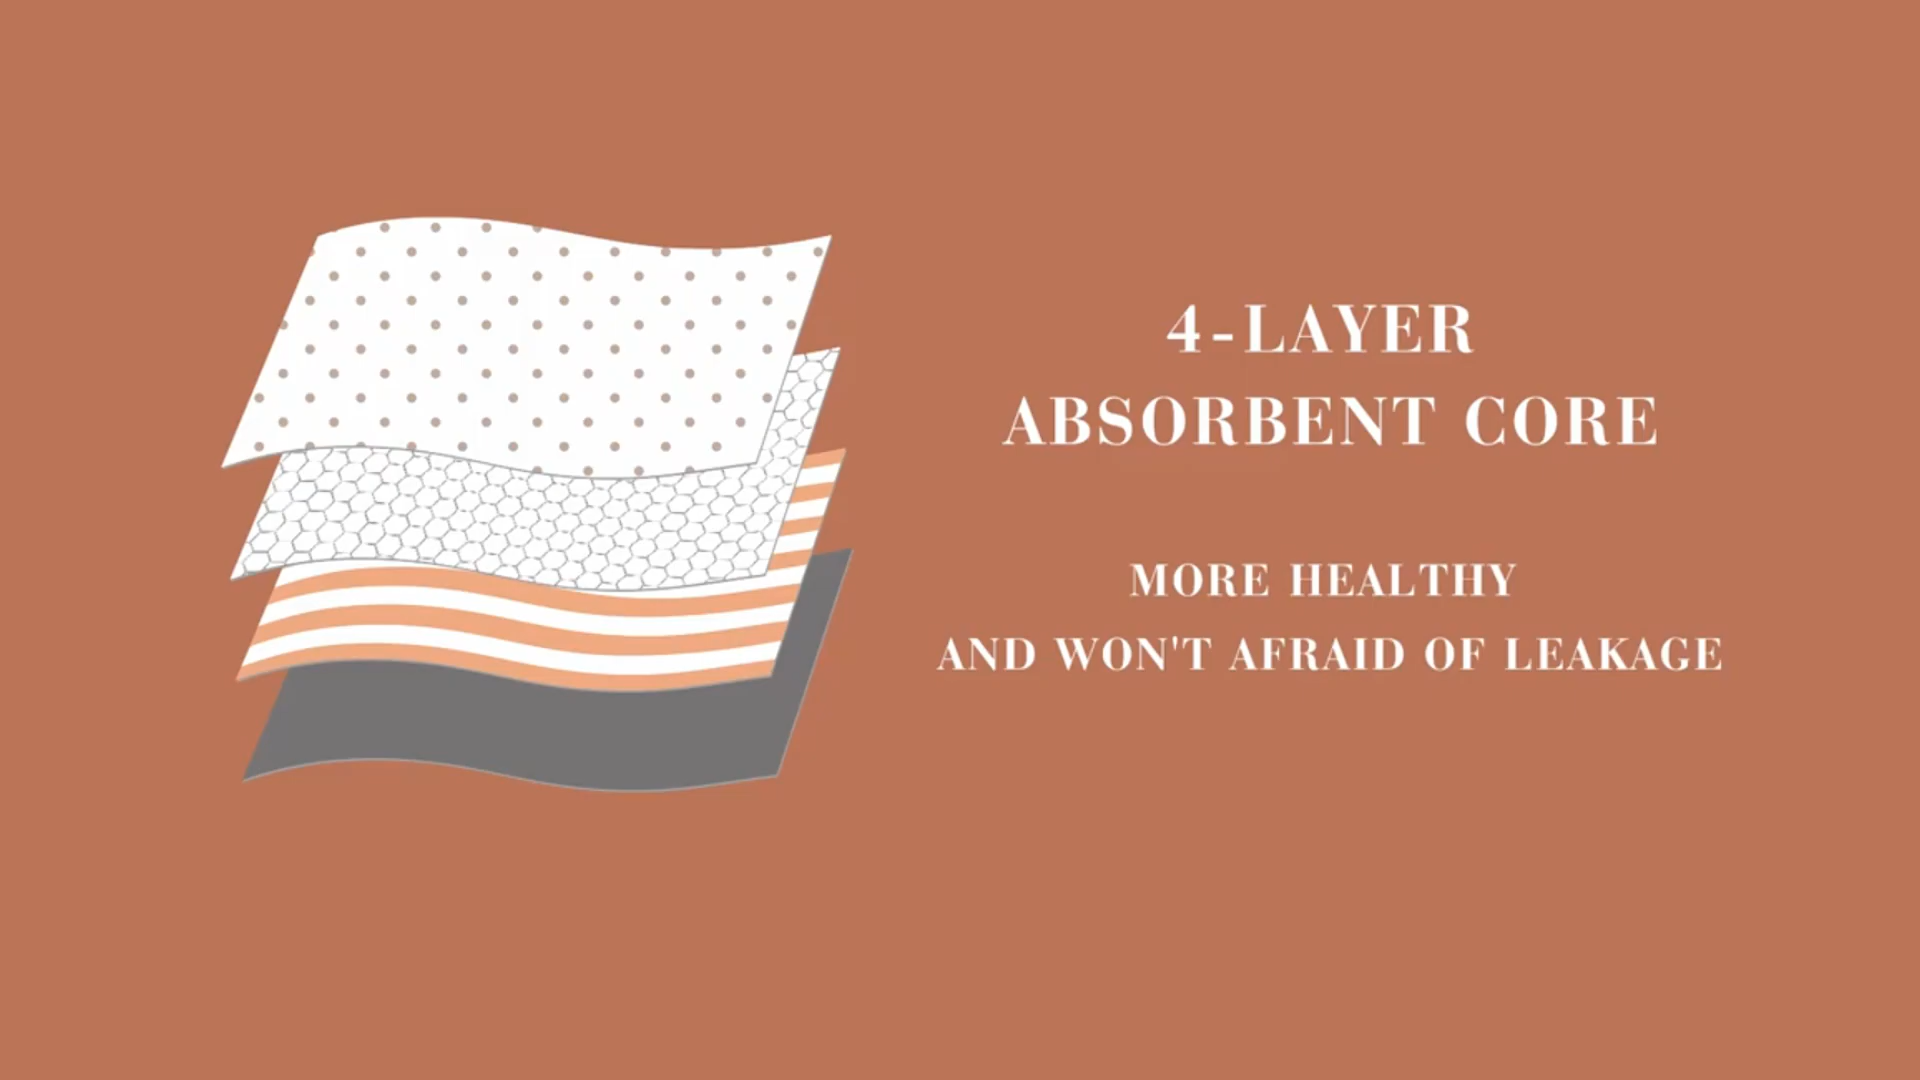 4-LAYER
ABSORBENT CORE
MORE HEALTHY
AND WON'T AFRAID OF LEAKAGE